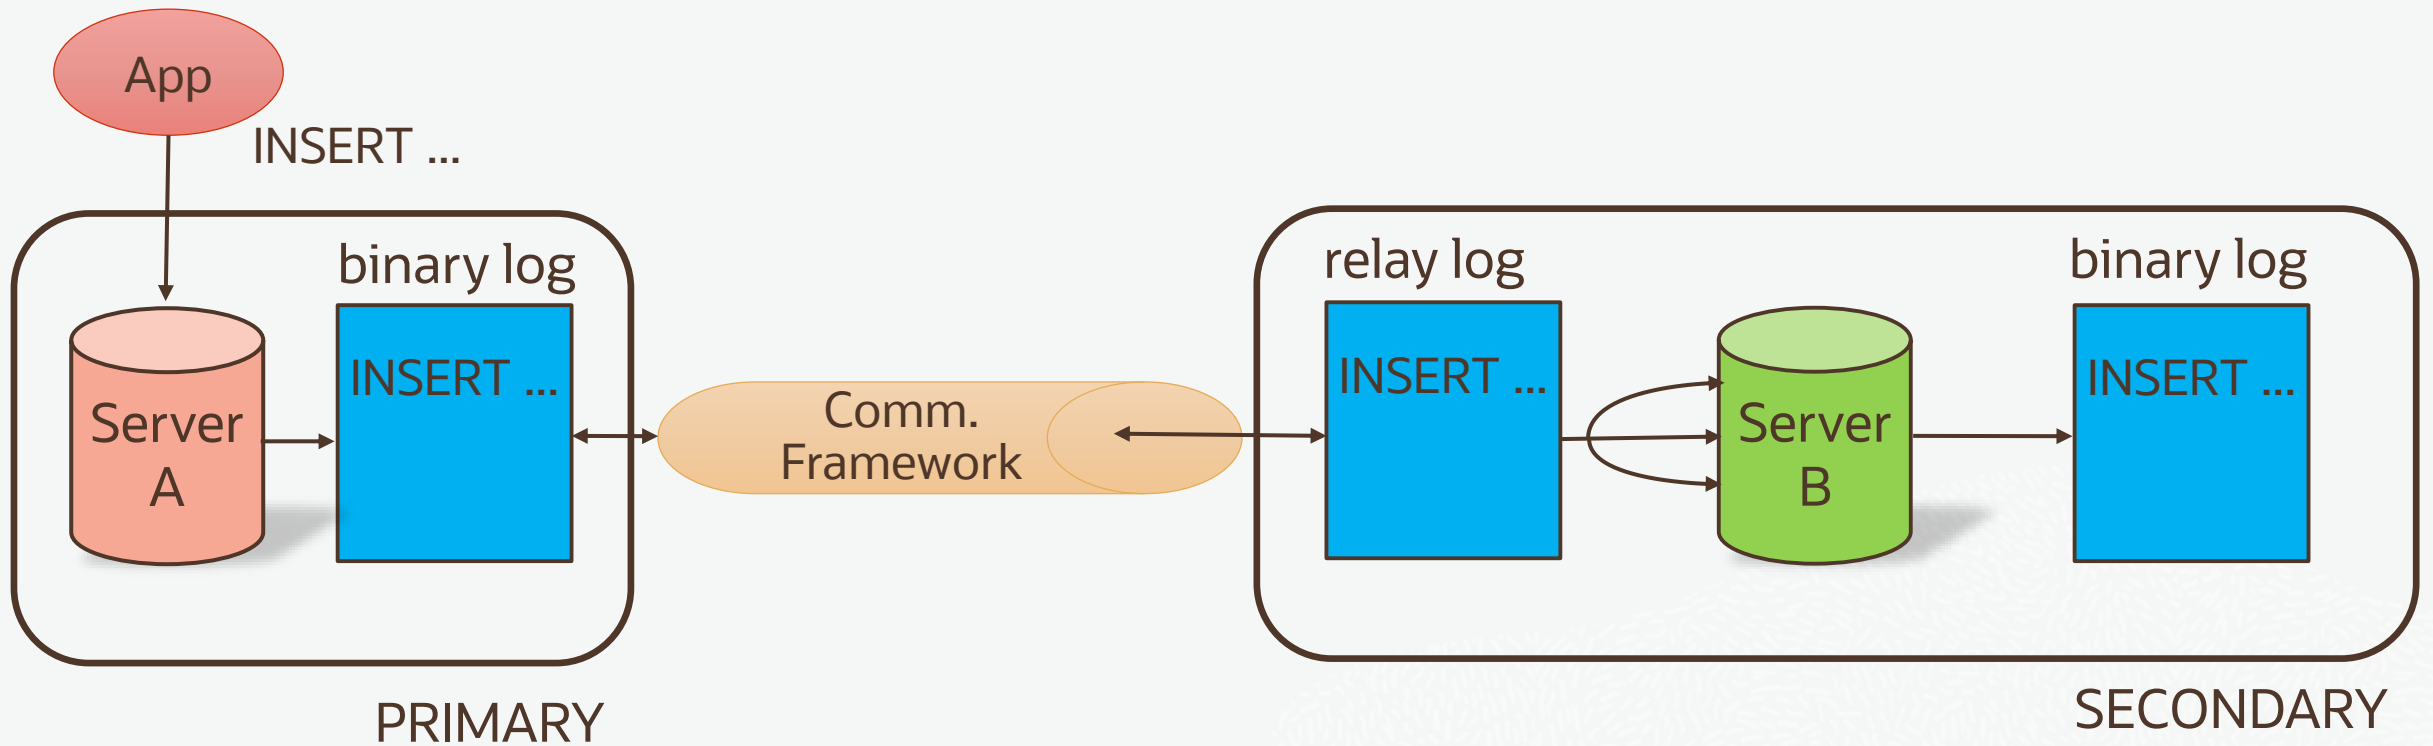 App
INSERT ...
binary log
INSERT ...
Server
A
PRIMARY
Comm.
Framework
relay log
INSERT ...
Server
B
binary log
INSERT ...
SECONDARY